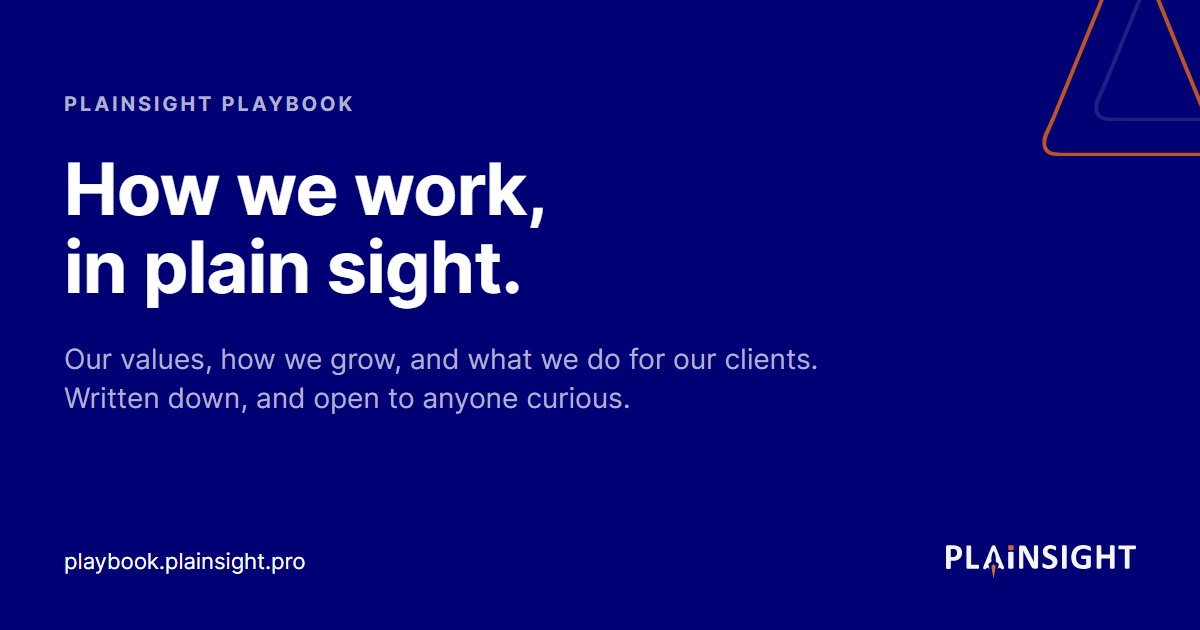 PLAINSIGHT PLAYBOOK
How we work,
in plain sight.
Our values, how we grow, and what we do for our clients.
Written down, and open to anyone curious.
playbook.plainsight.pro
PLAiNSIGHT